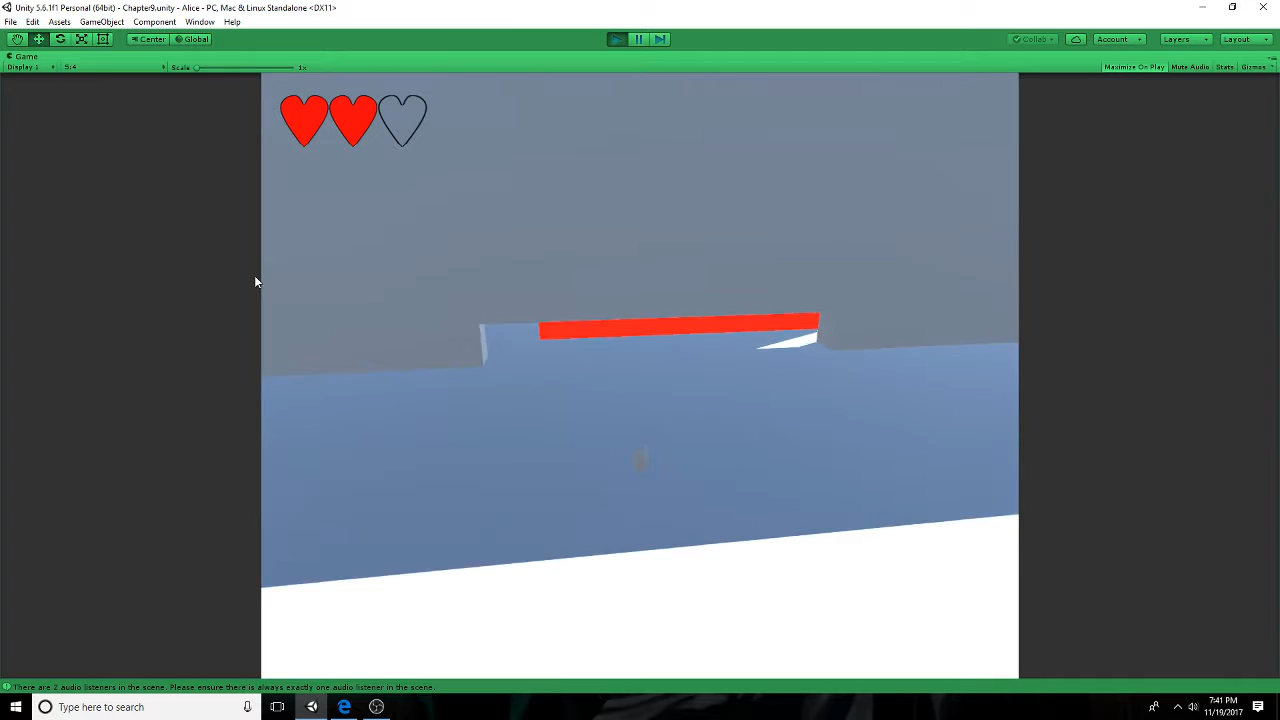 Unity 5.6.1f1 Personal (64bit) - Chapter9.unity - Alice - PC, Mac & Linux Standalone <DX11>
File Edit Assets GameObject Component Window Help
Center Global Collab Account Layers Layout
Game
Display 1 5:4 Scale 1x Maximize On Play Mute Audio Stats Gizmos
There are 2 audio listeners in the scene. Please ensure there is always exactly one audio listener in the scene.
Type here to search
7:41 PM
11/19/2017